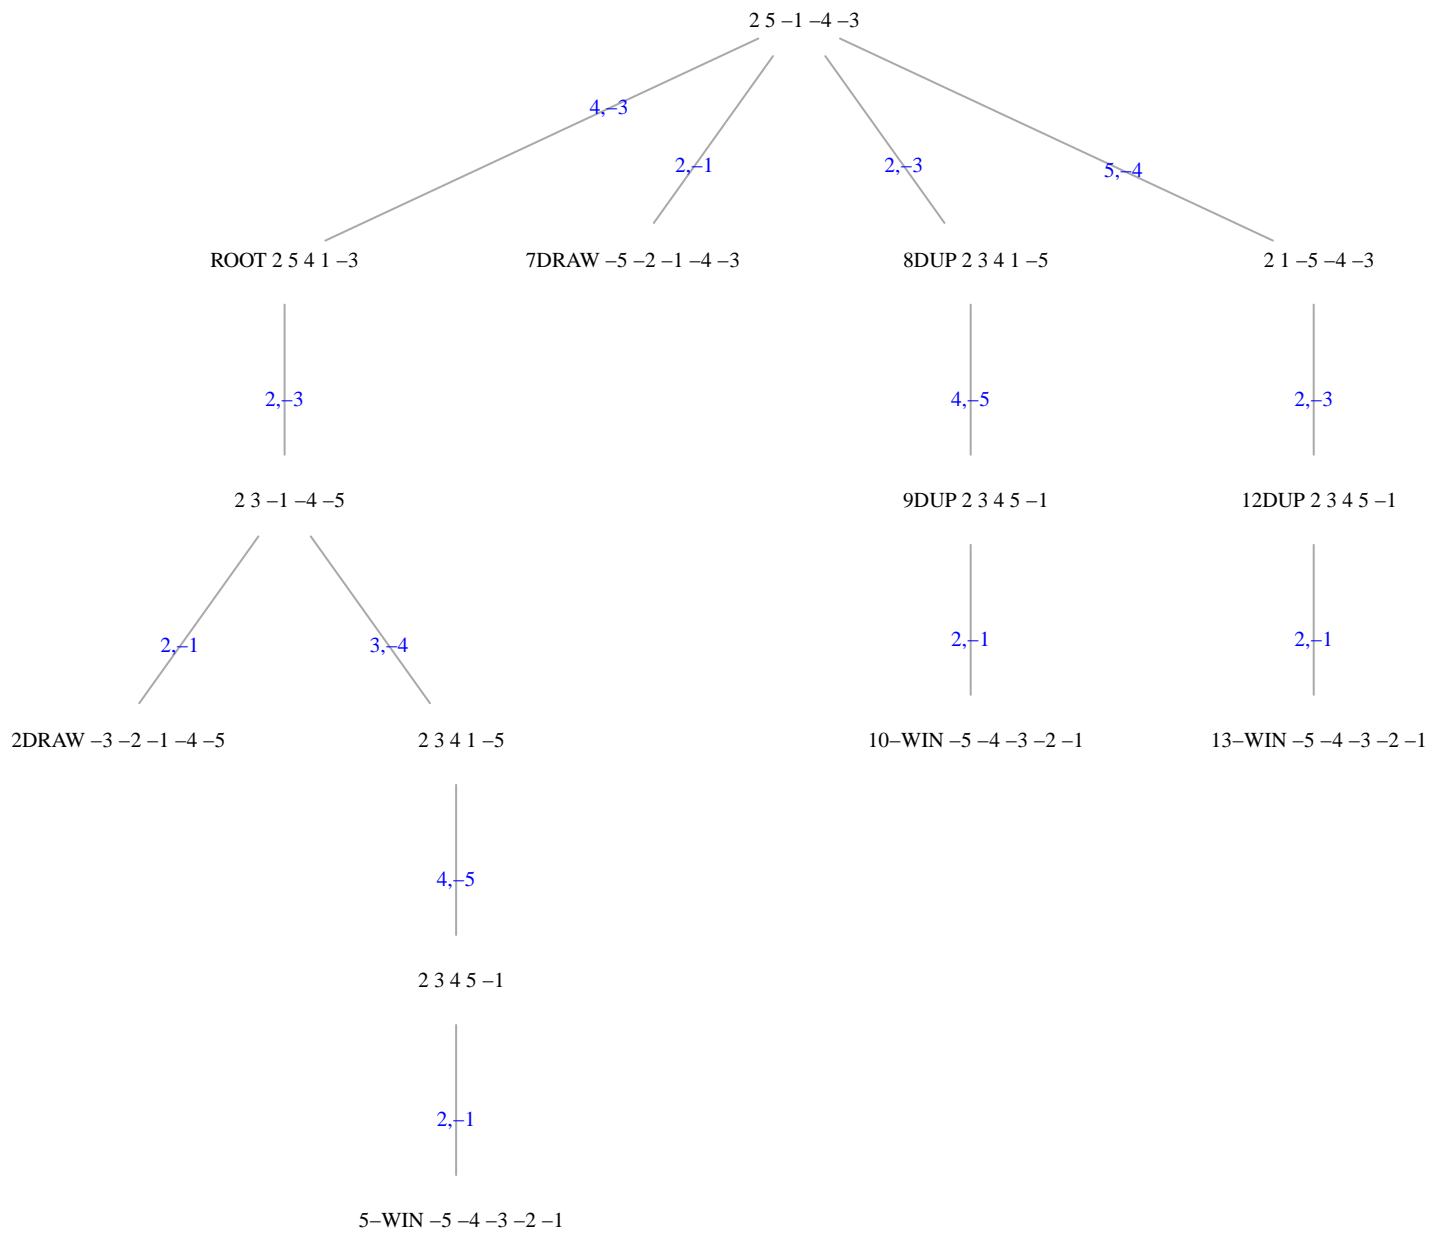 2 5 −1 −4 −3
4,−3
2,−1
2,−3
5,−4
ROOT 2 5 4 1 −3
7DRAW −5 −2 −1 −4 −3
8DUP 2 3 4 1 −5
2 1 −5 −4 −3
2,−3
4,−5
2,−3
2 3 −1 −4 −5
9DUP 2 3 4 5 −1
12DUP 2 3 4 5 −1
2,−1
3,−4
2,−1
2,−1
2DRAW −3 −2 −1 −4 −5
2 3 4 1 −5
10−WIN −5 −4 −3 −2 −1
13−WIN −5 −4 −3 −2 −1
4,−5
2 3 4 5 −1
2,−1
5−WIN −5 −4 −3 −2 −1